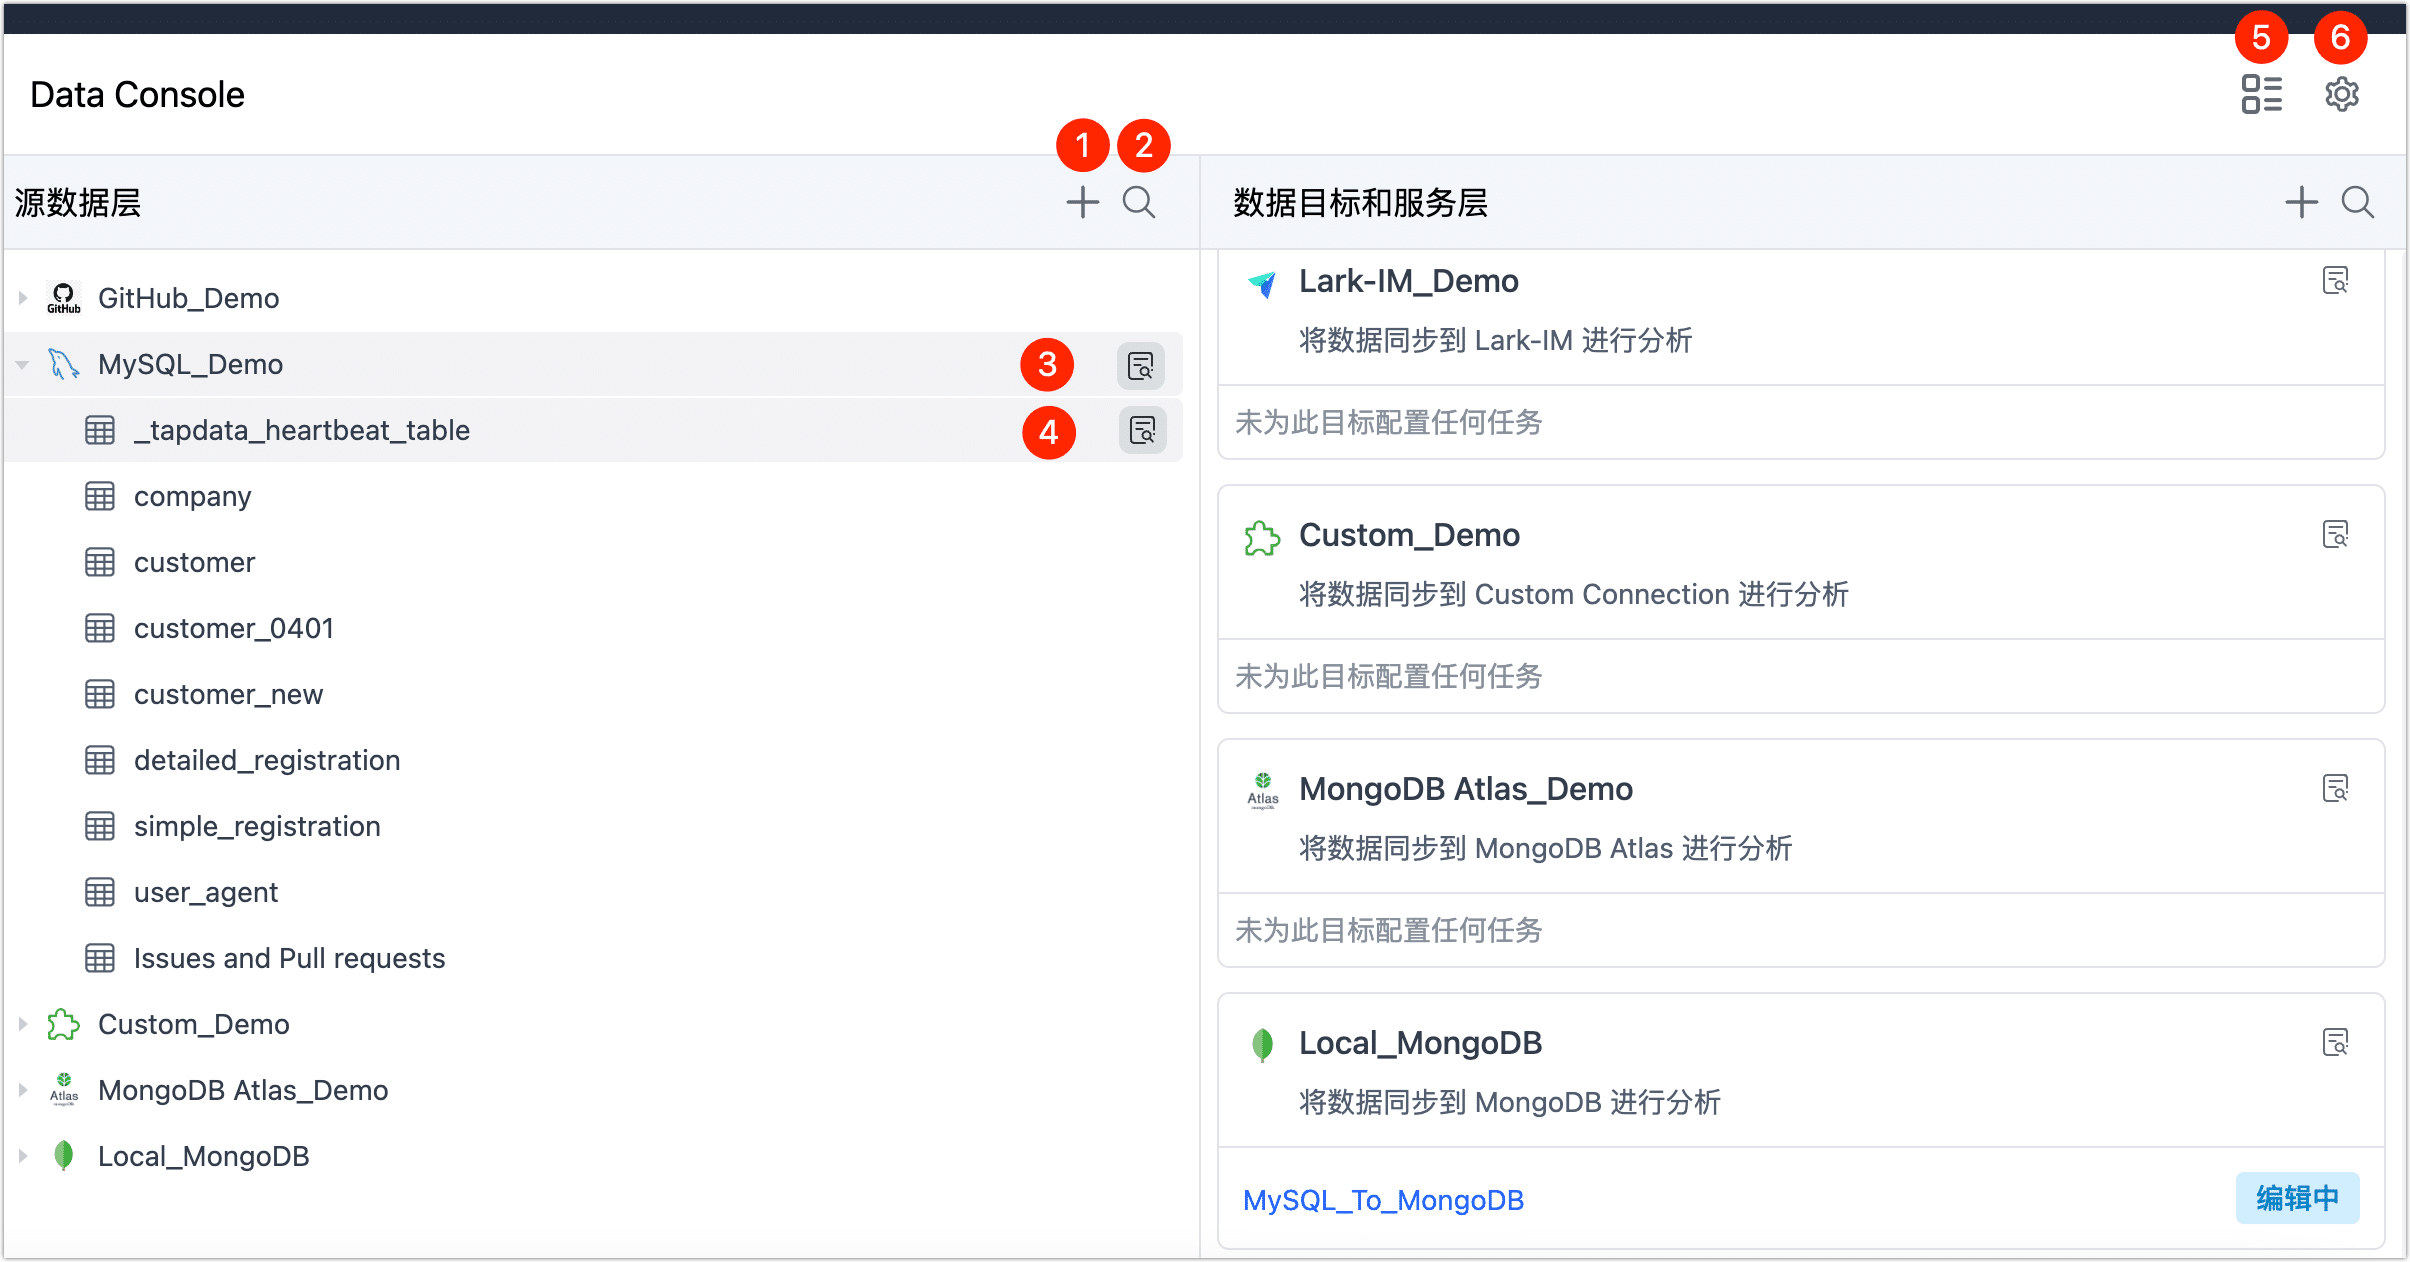 5
6
Data Console
1
2
源数据层
GitHub
GitHub_Demo
MySQL_Demo
3
_tapdata_heartbeat_table
4
company
customer
customer_0401
customer_new
detailed_registration
simple_registration
user_agent
Issues and Pull requests
Custom_Demo
Atlas
MongoDB Atlas_Demo
Local_MongoDB
数据目标和服务层
Lark-IM_Demo
将数据同步到 Lark-IM 进行分析
未为此目标配置任何任务
Custom_Demo
将数据同步到 Custom Connection 进行分析
未为此目标配置任何任务
Atlas
MongoDB Atlas_Demo
将数据同步到 MongoDB Atlas 进行分析
未为此目标配置任何任务
Local_MongoDB
将数据同步到 MongoDB 进行分析
MySQL_To_MongoDB
编辑中